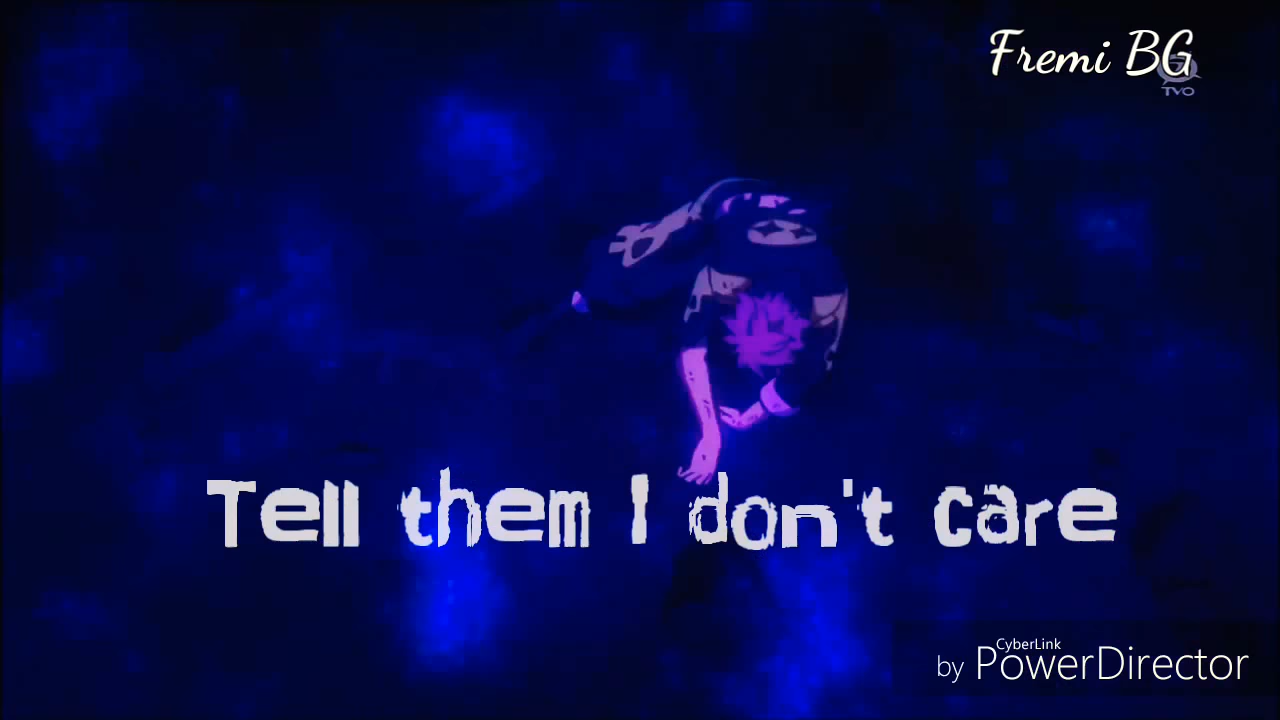 Fremi BG
TVO
Tell them I don't care
CyberLink
by PowerDirector